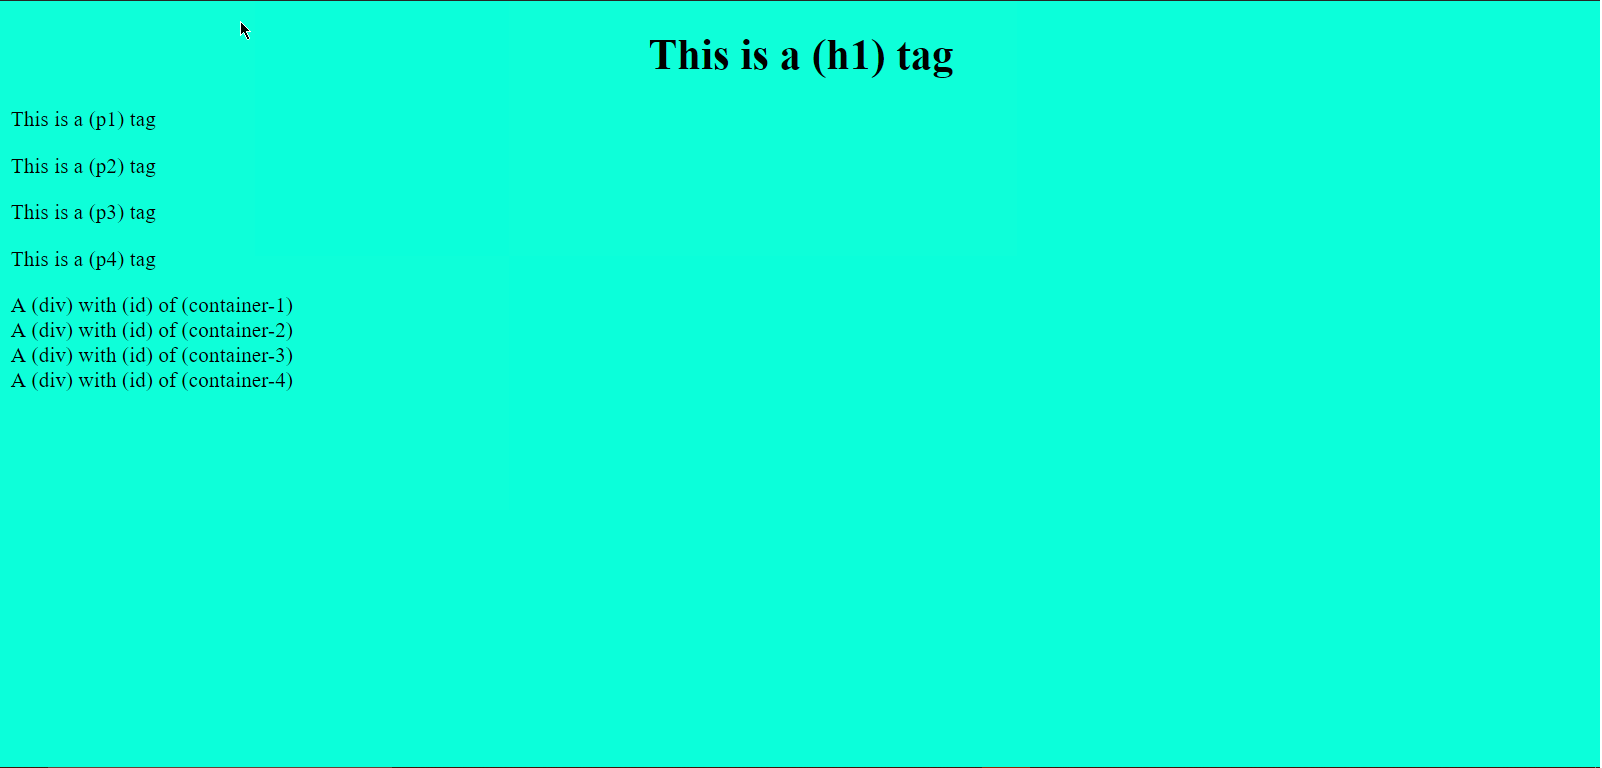 This is a (h1) tag
This is a (p1) tag
This is a (p2) tag
This is a (p3) tag
This is a (p4) tag
A (div) with (id) of (container-1)
A (div) with (id) of (container-2)
A (div) with (id) of (container-3)
A (div) with (id) of (container-4)